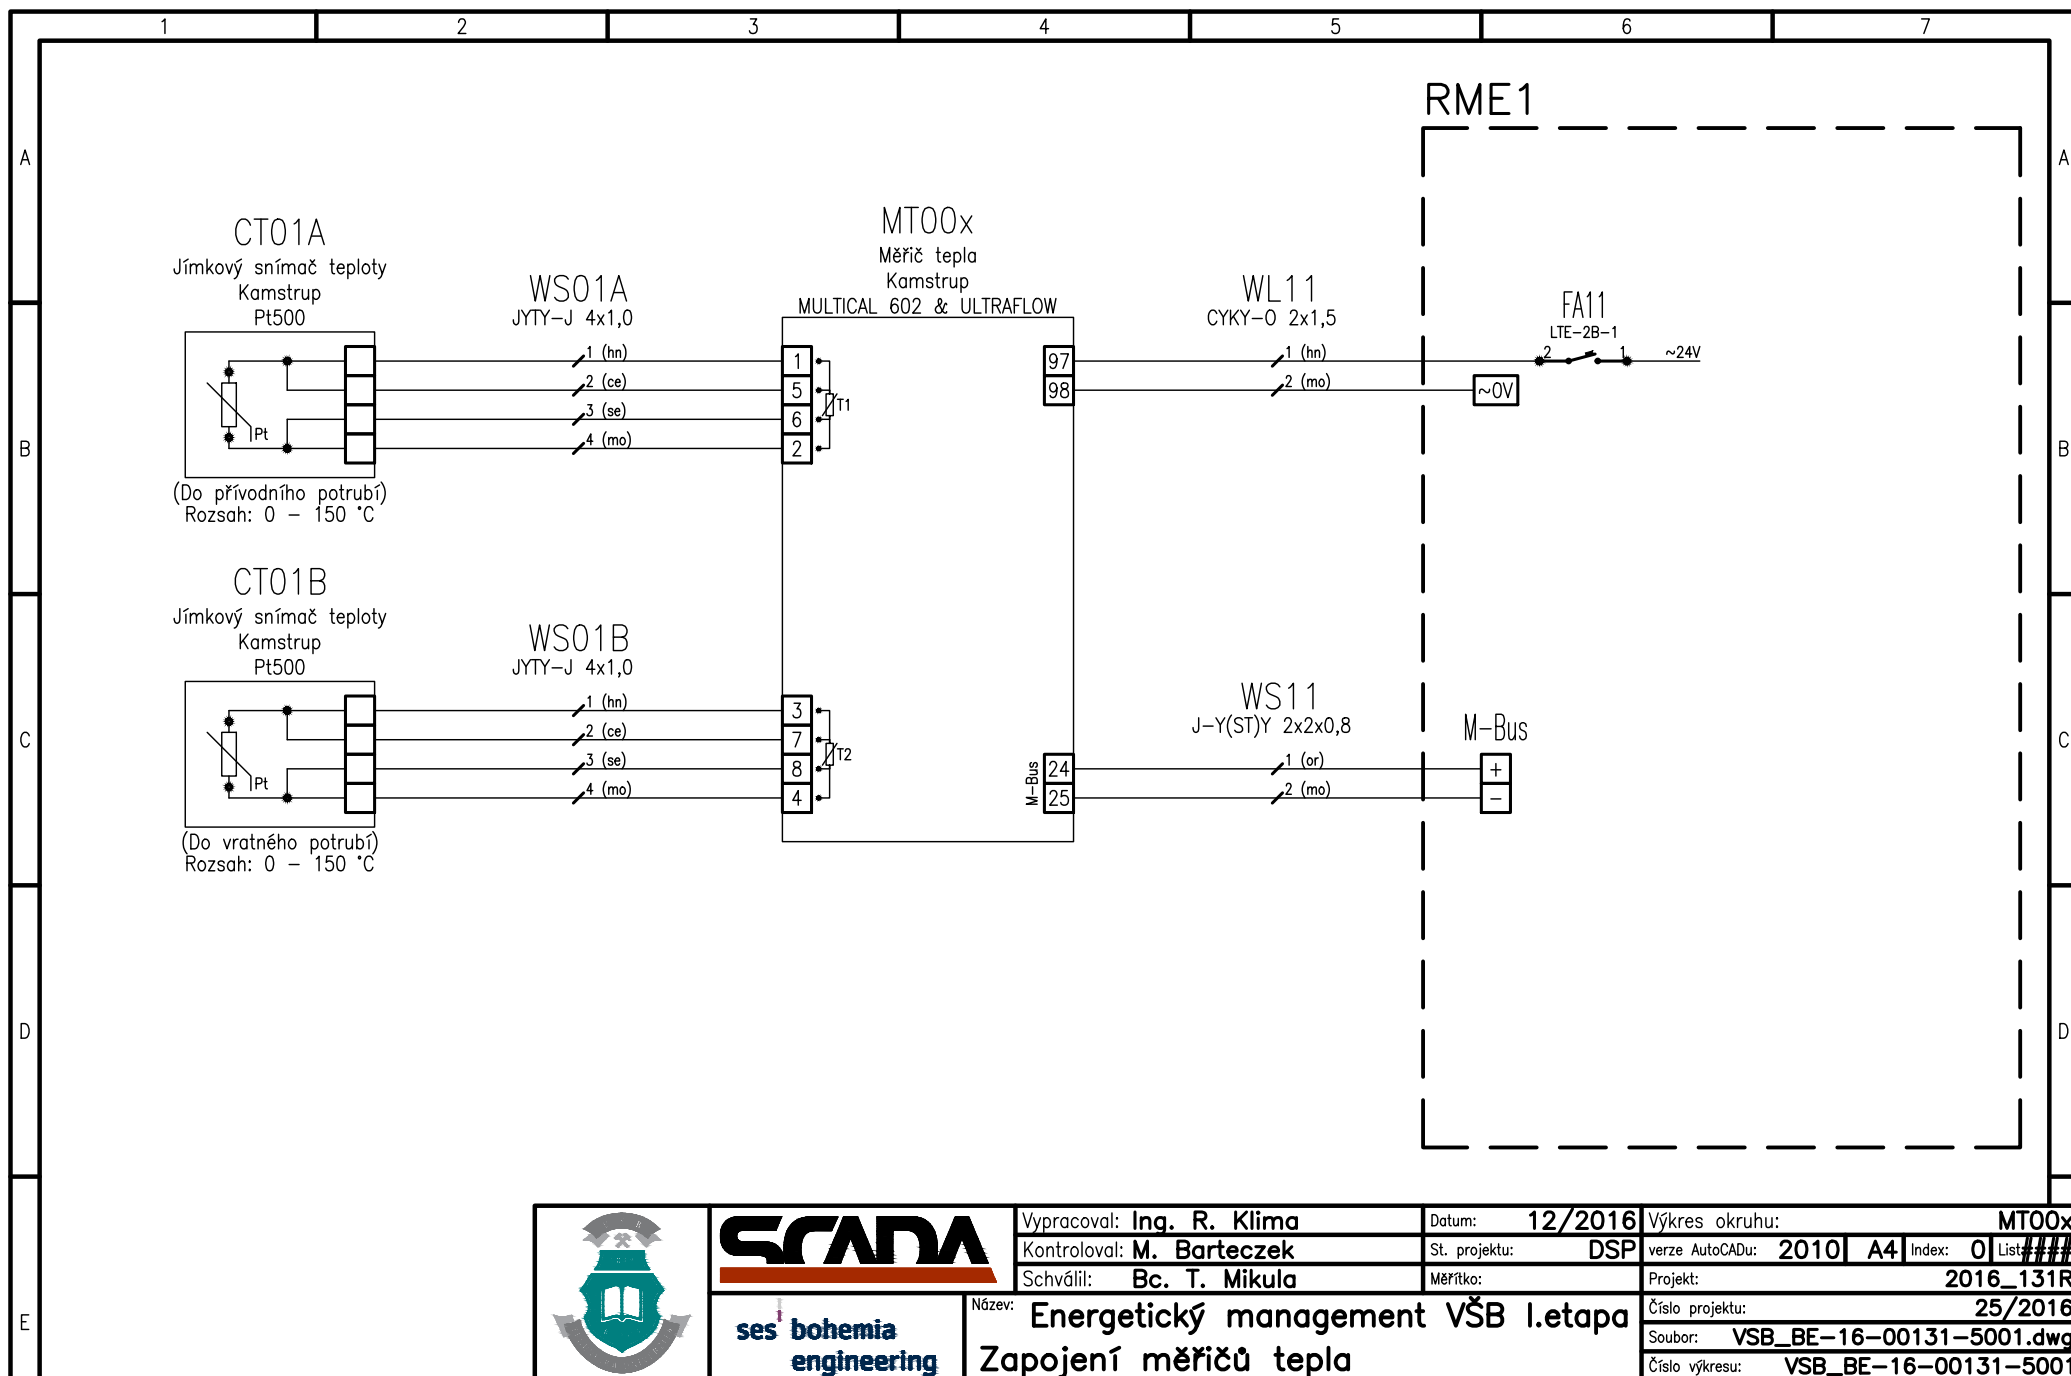 1 2 3 4 5 6 7
RME1
A A
CT01A
Jímkový snímač teploty
Kamstrup
Pt500
WS01A
JYTY-J 4x1,0
MT00x
Měřič tepla
Kamstrup
MULTICAL 602 & ULTRAFLOW
WL11
CYKY-O 2x1,5
FA11
LTE-2B-1
1 (hn)
2 (ce)
3 (se)
4 (mo)
1
5
6
2
T1
97
98
1 (hn)
2 (mo)
2 1
~24V
~0V
Pt
B B
(Do přívodního potrubí)
Rozsah: 0 - 150 °C
CT01B
Jímkový snímač teploty
Kamstrup
Pt500
WS01B
JYTY-J 4x1,0
1 (hn)
2 (ce)
3 (se)
4 (mo)
3
7
8
4
T2
M-Bus
24
25
WS11
J-Y(ST)Y 2x2x0,8
1 (or)
2 (mo)
M-Bus
+
-
Pt
C C
(Do vratného potrubí)
Rozsah: 0 - 150 °C
D D
E
SCADA
ses bohemia
engineering
Vypracoval: Ing. R. Klima
Kontroloval: M. Barteczek
Schválil: Bc. T. Mikula
Datum: 12/2016
St. projektu: DSP
Měřítko:
Výkres okruhu: MT00x
verze AutoCADu: 2010 A4 Index: 0 List ####
Projekt: 2016_131R
Číslo projektu: 25/2016
Soubor: VSB_BE-16-00131-5001.dwg
Číslo výkresu: VSB_BE-16-00131-5001
Název: Energetický management VŠB I.etapa
Zapojení měřičů tepla